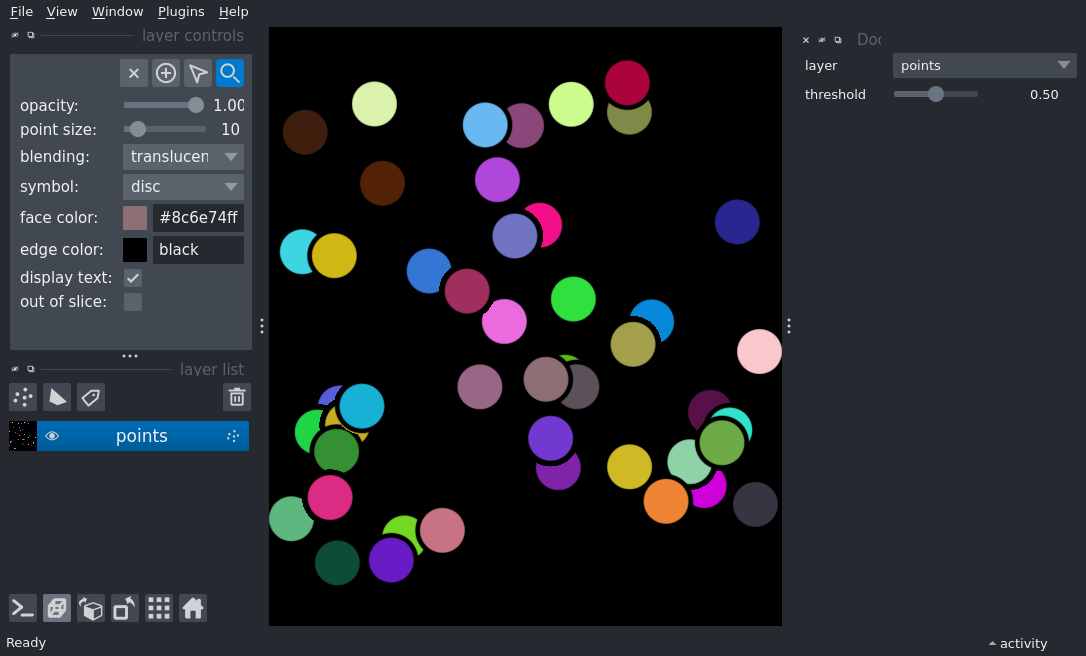 File View Window Plugins Help
layer controls
opacity: 1.00
point size: 10
blending: translucen
symbol: disc
face color: #8c6e74ff
edge color: black
display text:
out of slice:
layer list
points
Ready
layer points
threshold 0.50
activity